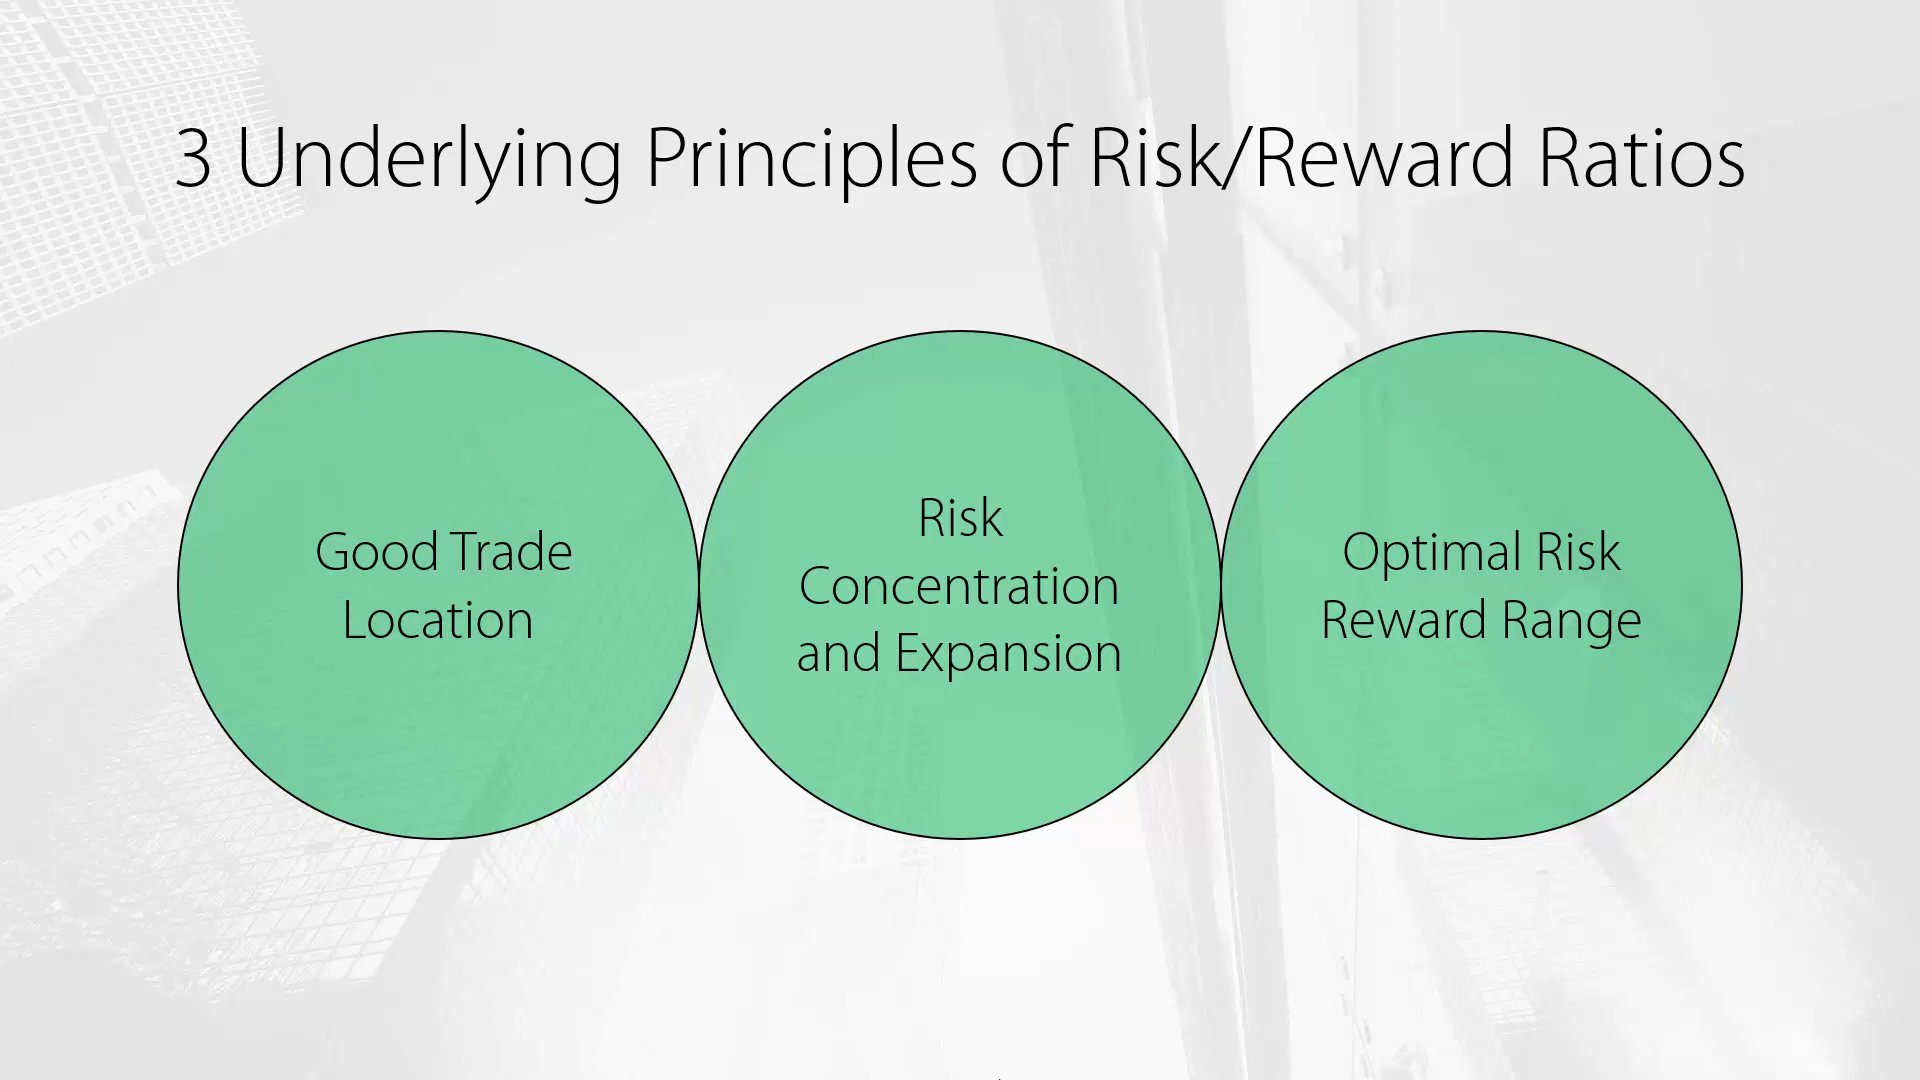 3 Underlying Principles of Risk/Reward Ratios
Good Trade
Location
Risk
Concentration
and Expansion
Optimal Risk
Reward Range